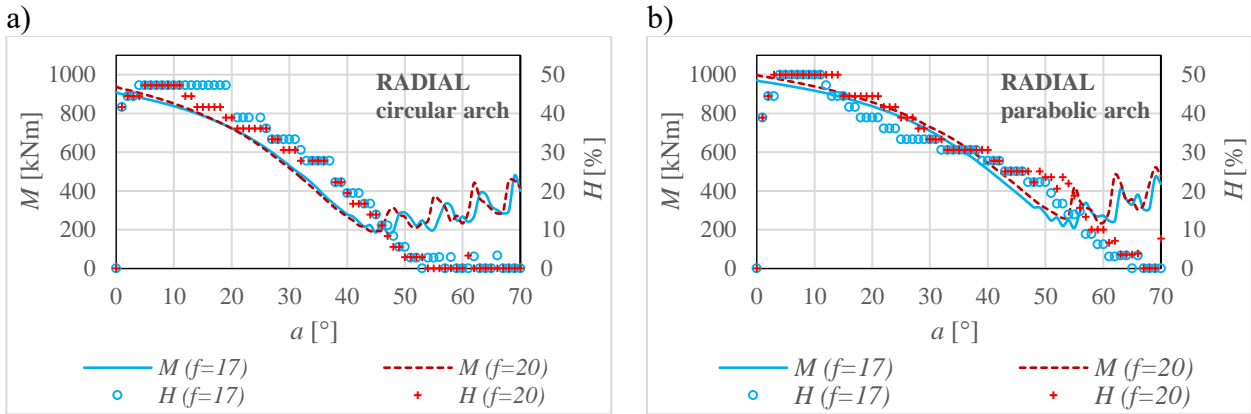 a)
RADIAL
circular arch
M [kNm]
1000
800
600
400
200
0
H [%]
50
40
30
20
10
0
0 10 20 30 40 50 60 70
a [°]
M (f=17) M (f=20)
H (f=17) H (f=20)
b)
RADIAL
parabolic arch
M [kNm]
1000
800
600
400
200
0
H [%]
50
40
30
20
10
0
0 10 20 30 40 50 60 70
a [°]
M (f=17) M (f=20)
H (f=17) H (f=20)